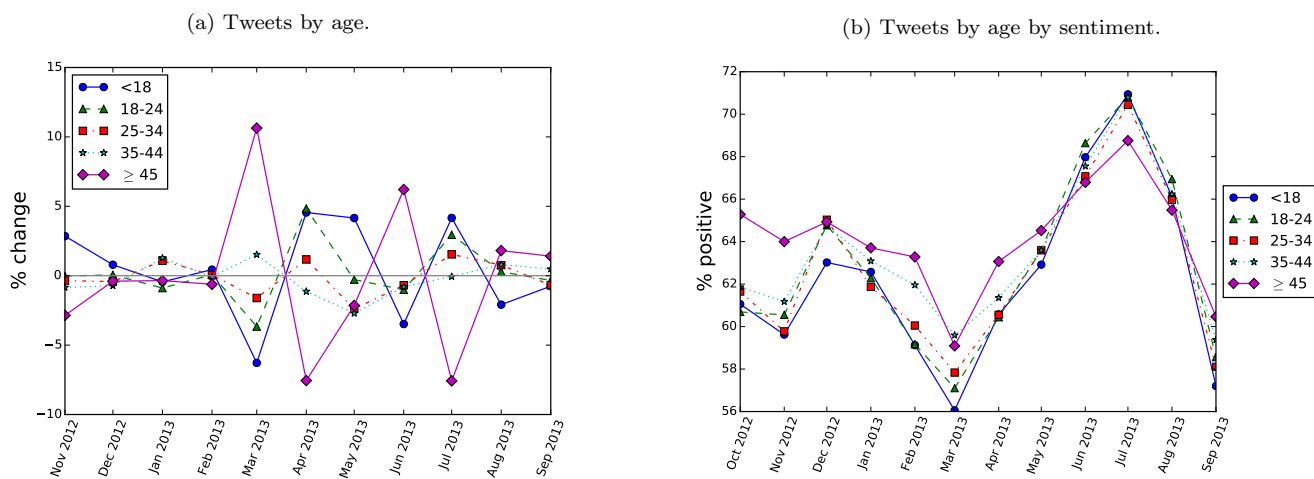 (a) Tweets by age.
15
10
5
0
−5
−10
% change
<18
18-24
25-34
35-44
≥ 45
Nov 2012
Dec 2012
Jan 2013
Feb 2013
Mar 2013
Apr 2013
May 2013
Jun 2013
Jul 2013
Aug 2013
Sep 2013
(b) Tweets by age by sentiment.
72
70
68
66
64
62
60
58
56
% positive
<18
18-24
25-34
35-44
≥ 45
Oct 2012
Nov 2012
Dec 2012
Jan 2013
Feb 2013
Mar 2013
Apr 2013
May 2013
Jun 2013
Jul 2013
Aug 2013
Sep 2013